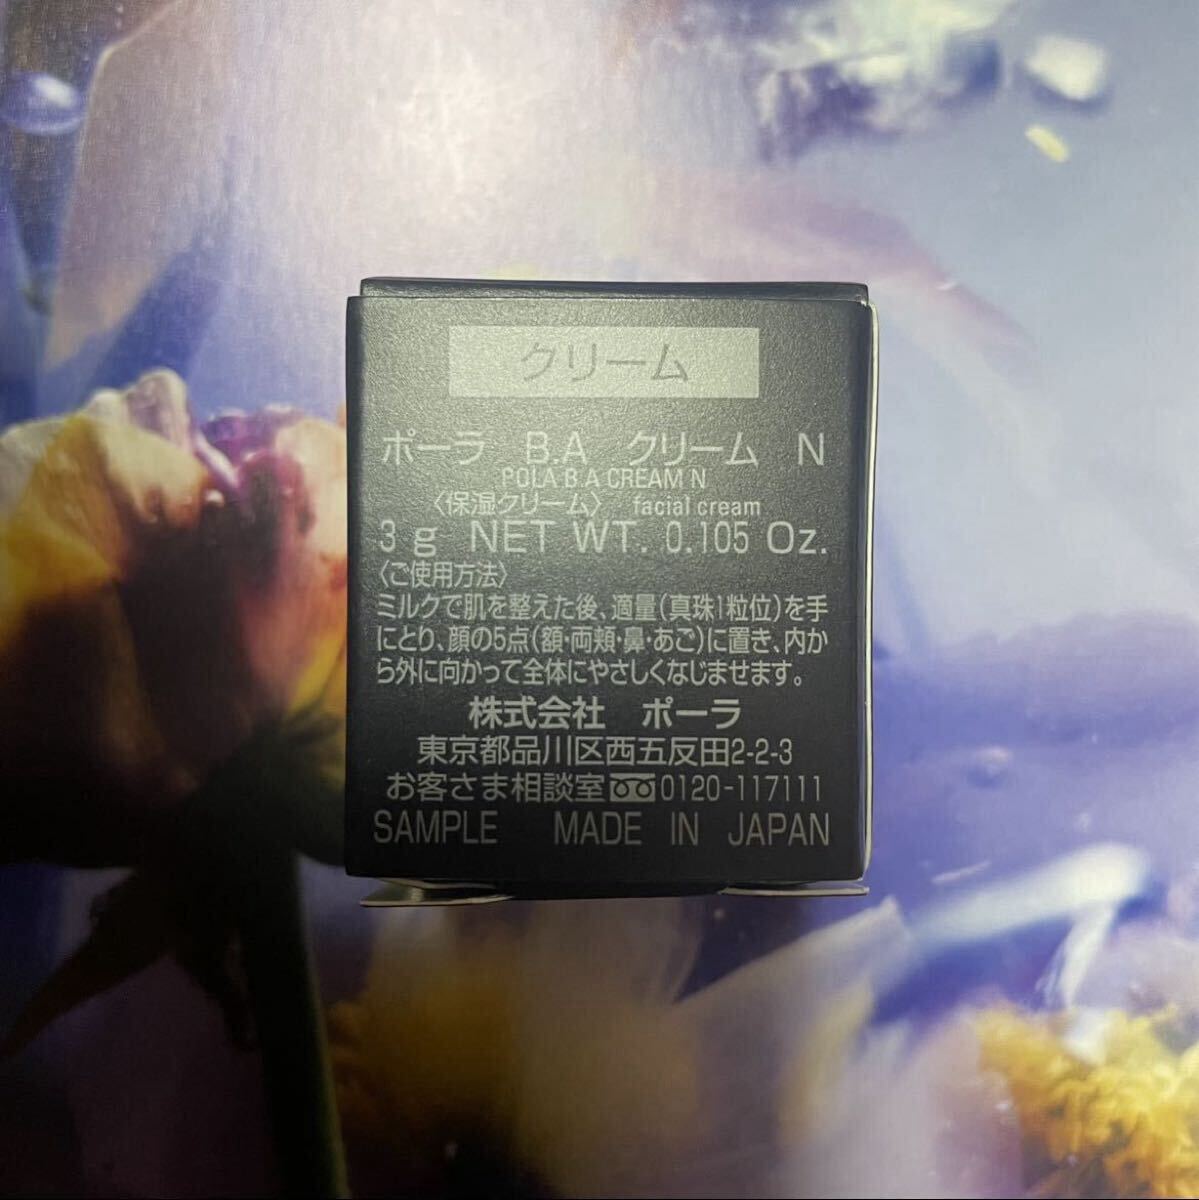 クリーム
ポーラ B.A クリーム N
POLA B.A CREAM N
〈保湿クリーム〉 facial cream
3 g NET WT. 0.105 Oz.
〈ご使用方法〉
ミルクで肌を整えた後、適量(真珠1粒位)を手
にとり、顔の5点(額・両頬・鼻・あご)に置き、内か
ら外に向かって全体にやさしくなじませます。
株式会社 ポーラ
東京都品川区西五反田2-2-3
お客さま相談室 0120-117111
SAMPLE MADE IN JAPAN